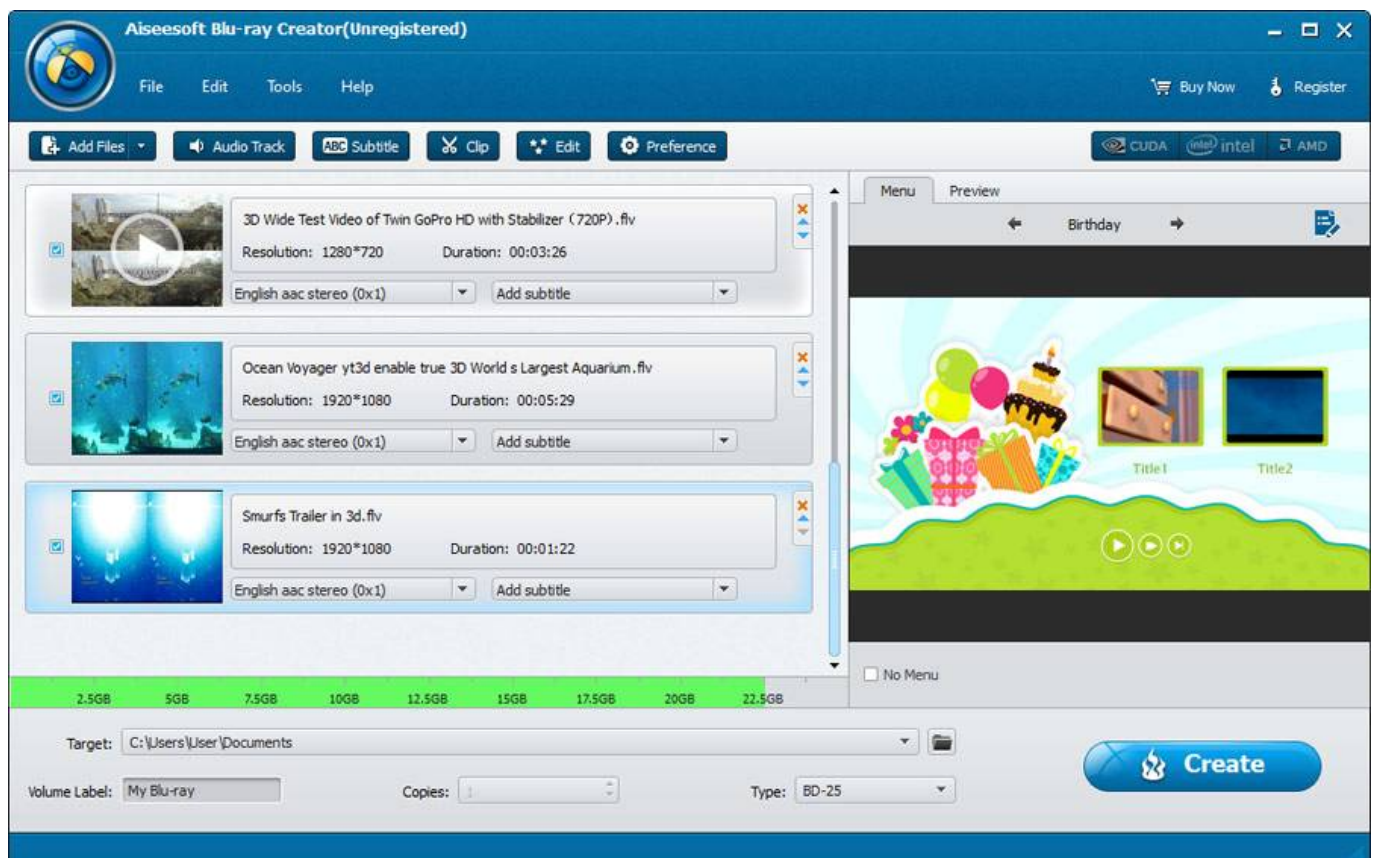 Aiseesoft Blu-ray Creator(Unregistered)
File Edit Tools Help
Buy Now Register
Add Files Audio Track ABC Subtitle Clip Edit Preference
CUDA intel intel AMD
3D Wide Test Video of Twin GoPro HD with Stabilizer (720P).flv
Resolution: 1280*720 Duration: 00:03:26
English aac stereo (0x1) Add subtitle
Ocean Voyager yt3d enable true 3D World s Largest Aquarium.flv
Resolution: 1920*1080 Duration: 00:05:29
English aac stereo (0x1) Add subtitle
Smurfs Trailer in 3d.flv
Resolution: 1920*1080 Duration: 00:01:22
English aac stereo (0x1) Add subtitle
2.5GB 5GB 7.5GB 10GB 12.5GB 15GB 17.5GB 20GB 22.5GB
Menu Preview
Birthday
Title1 Title2
No Menu
Target: C:\Users\User\Documents
Volume Label: My Blu-ray Copies: 1 Type: BD-25
Create